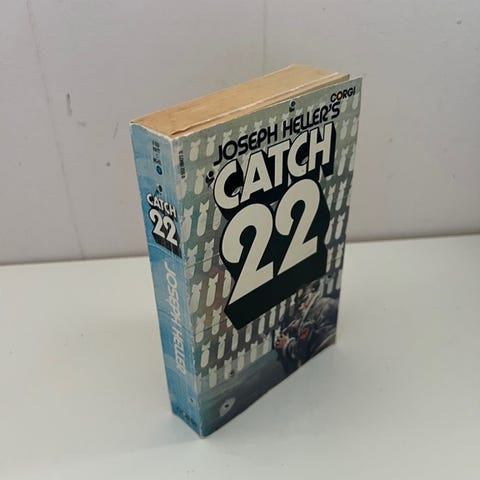 CORGI
JOSEPH HELLER'S
CATCH
22
CATCH
22
JOSEPH HELLER